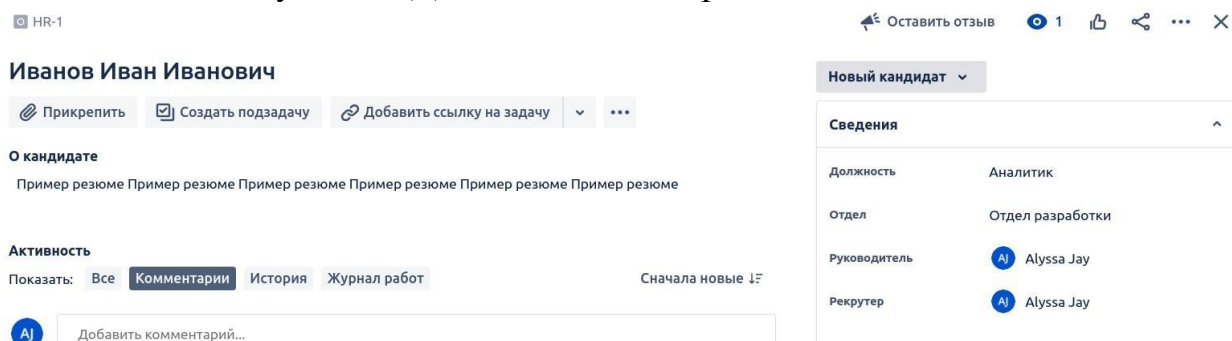 HR-1
Оставить отзыв 1
Иванов Иван Иванович
Новый кандидат
Прикрепить Создать подзадачу Добавить ссылку на задачу
Сведения
О кандидате
Пример резюме Пример резюме Пример резюме Пример резюме Пример резюме Пример резюме
Должность Аналитик
Отдел Отдел разработки
Активность
Показать: Все Комментарии История Журнал работ Сначала новые
Руководитель AJ Alyssa Jay
Рекрутер AJ Alyssa Jay
AJ Добавить комментарий...